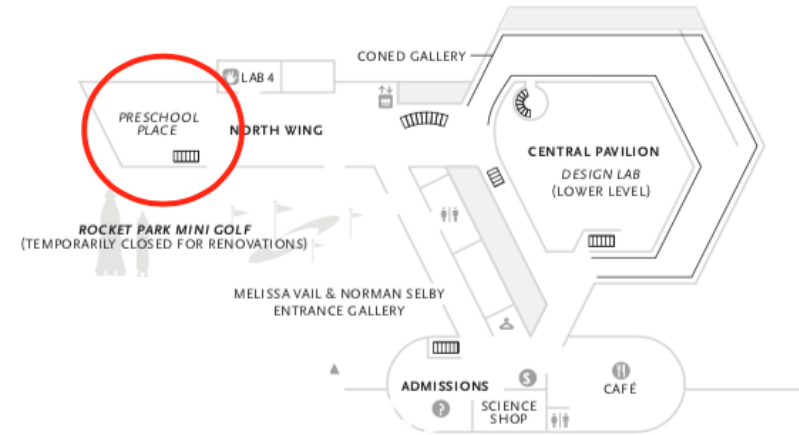 CONED GALLERY
LAB 4
PRESCHOOL
PLACE
NORTH WING
CENTRAL PAVILION
DESIGN LAB
(LOWER LEVEL)
ROCKET PARK MINI GOLF
(TEMPORARILY CLOSED FOR RENOVATIONS)
MELISSA VAIL & NORMAN SELBY
ENTRANCE GALLERY
ADMISSIONS
$
CAFÉ
?
SCIENCE
SHOP